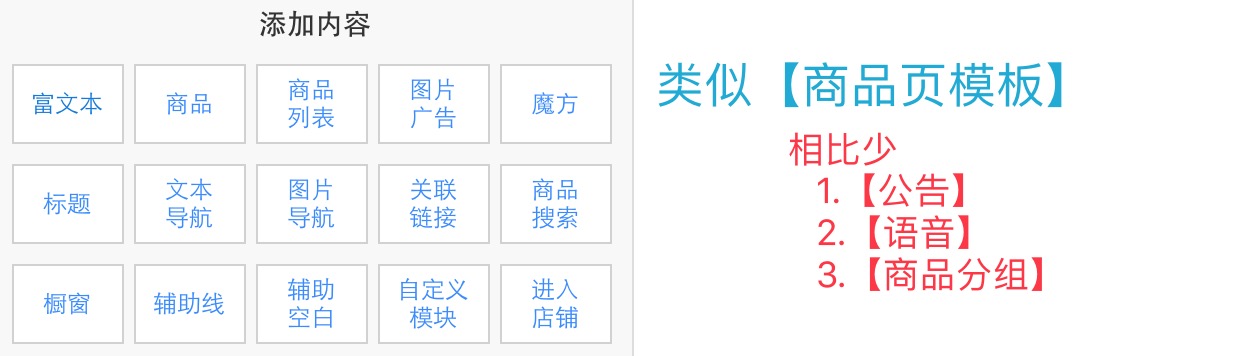 添加内容
富文本
商品
商品
列表
图片
广告
魔方
标题
文本
导航
图片
导航
关联
链接
商品
搜索
橱窗
辅助线
辅助
空白
自定义
模块
进入
店铺
类似【商品页模板】
相比少
1.【公告】
2.【语音】
3.【商品分组】